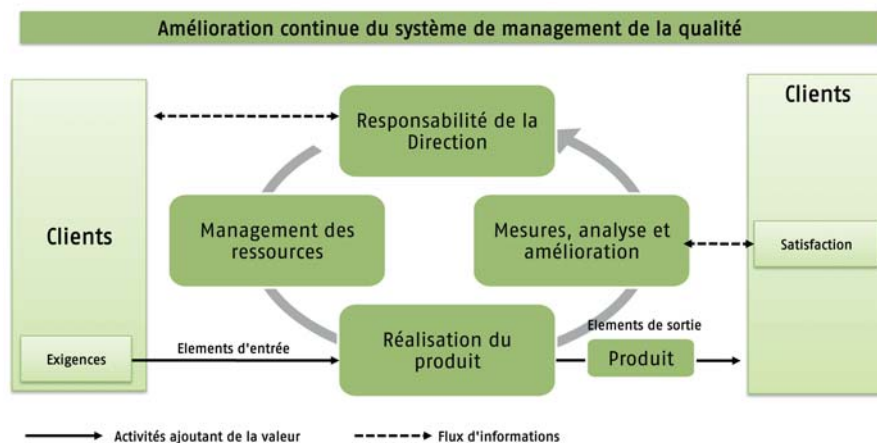 Amélioration continue du système de management de la qualité
Clients
Responsabilité de la
Direction
Clients
Management des
ressources
Mesures, analyse et
amélioration
Satisfaction
Exigences
Elements d'entrée
Réalisation du
produit
Elements de sortie
Produit
Activités ajoutant de la valeur
Flux d'informations